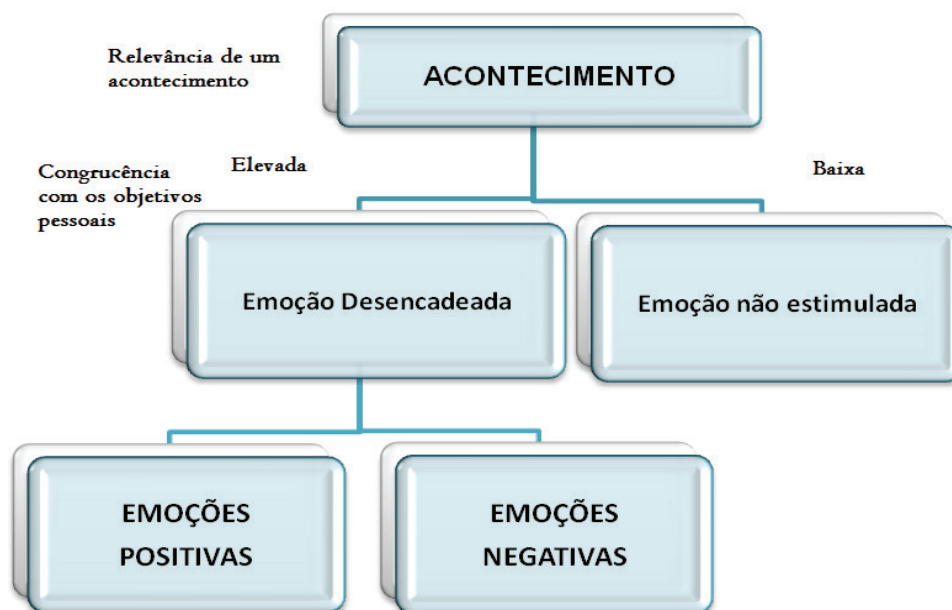 Relevância de um
acontecimento
ACONTECIMENTO
Congrucência
com os objetivos
pessoais
Elevada
Baixa
Emoção Desencadeada
Emoção não estimulada
EMOÇÕES
POSITIVAS
EMOÇÕES
NEGATIVAS